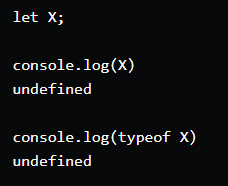 let X;
console.log(X)
undefined
console.log(typeof X)
undefined